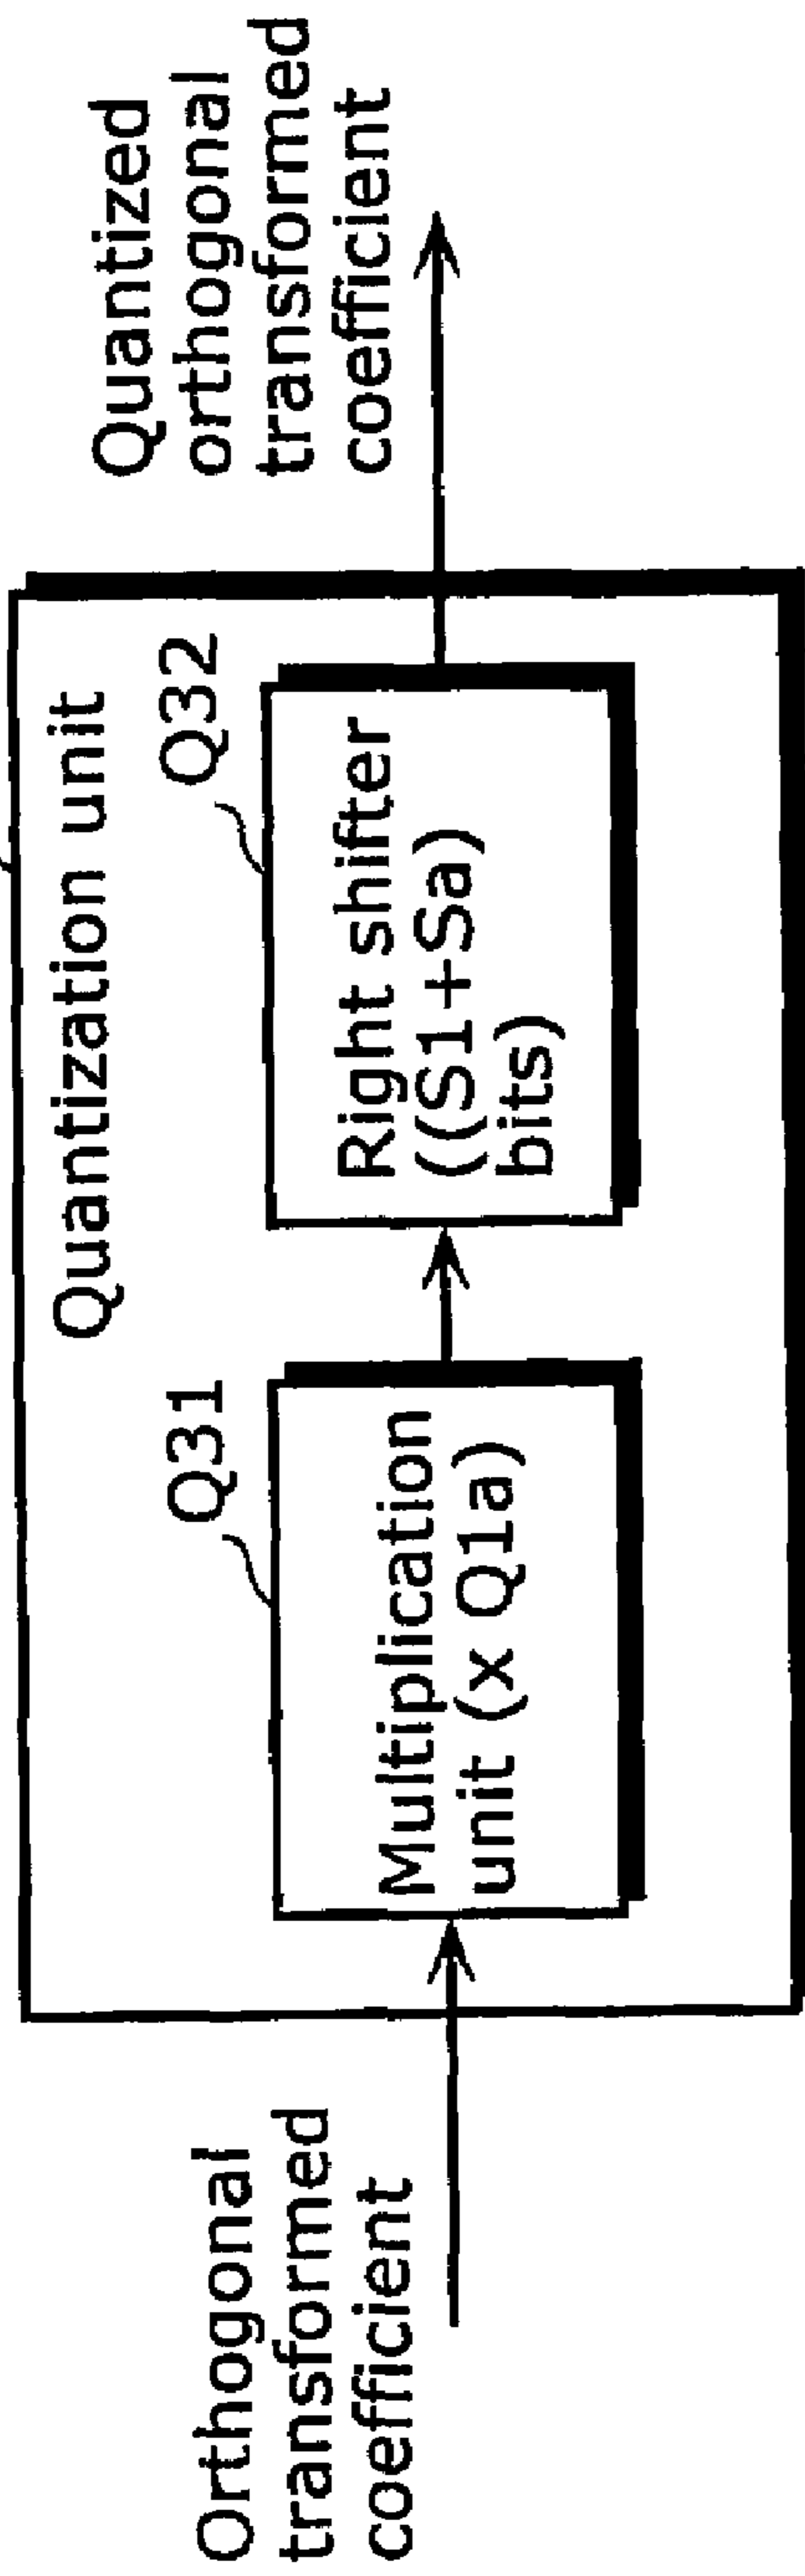 Quantization unit
Orthogonal
transformed
coefficient
Q31
Multiplication
unit (x Q1a)
Q32
Right shifter
((S1+Sa)
bits)
Quantized
orthogonal
transformed
coefficient